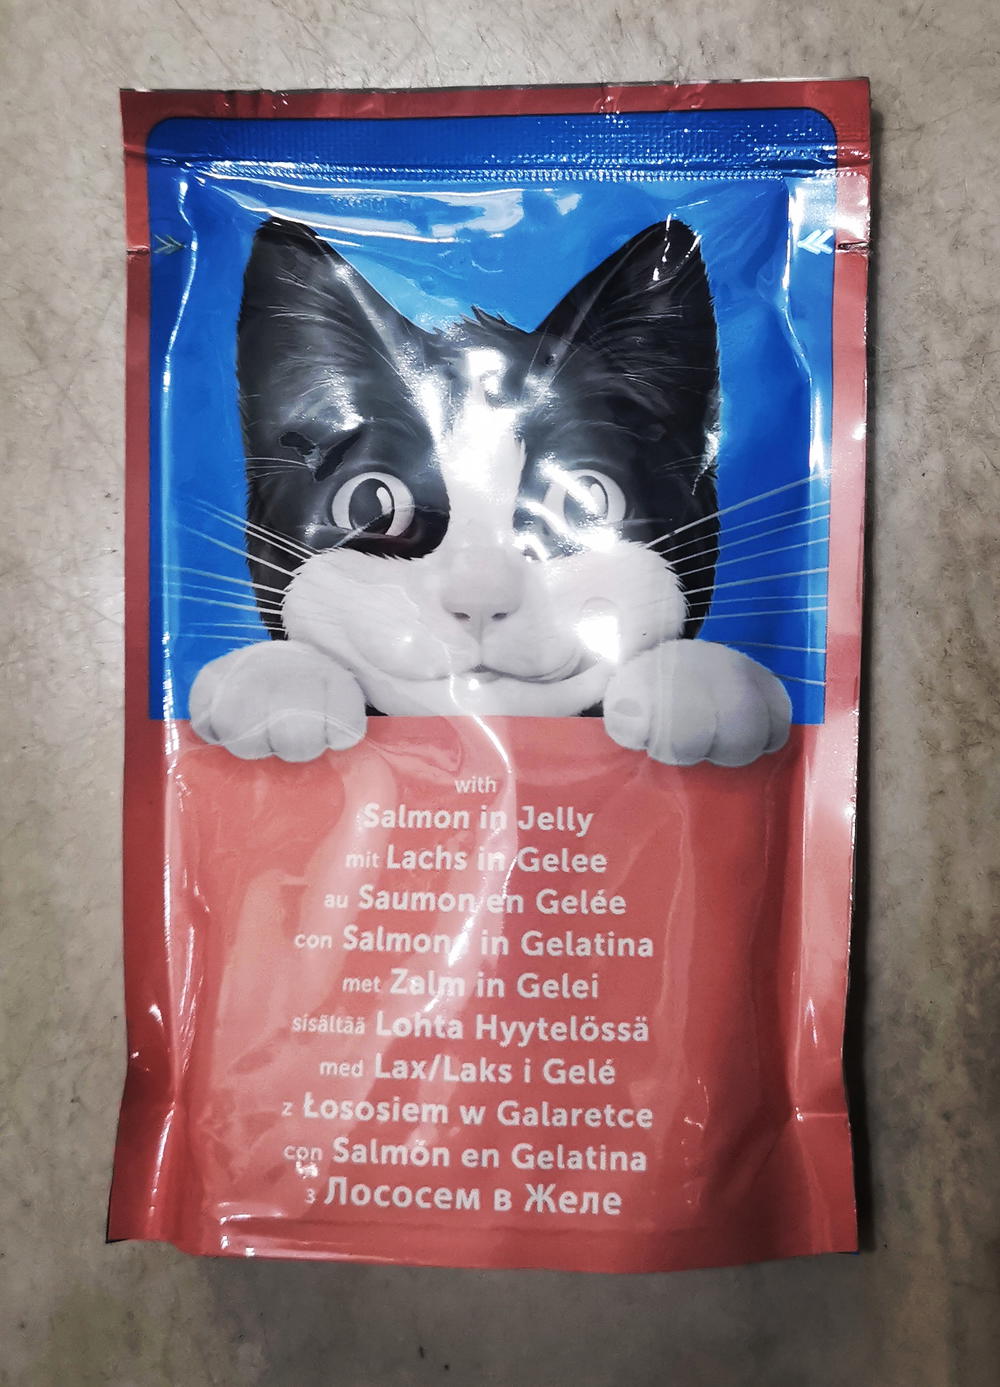 with
Salmon in Jelly
mit Lachs in Gelee
au Saumon en Gelée
con Salmone in Gelatina
met Zalm in Gelei
sisältää Lohta Hyytelössä
med Lax/Laks i Gelé
z Łososiem w Galaretce
con Salmón en Gelatina
з Лососем в Желе